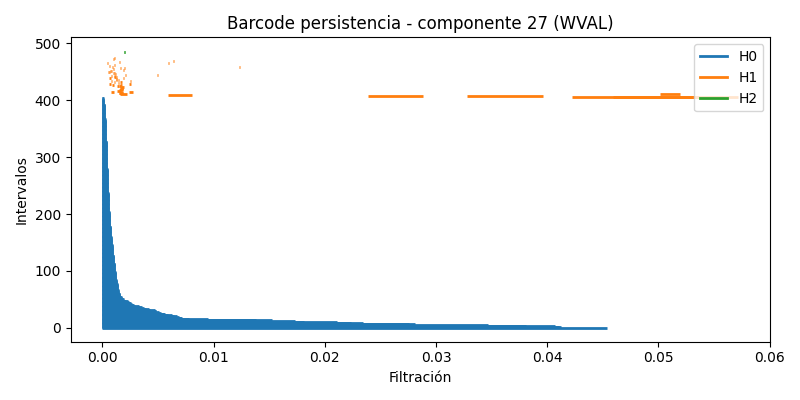 Barcode persistencia - componente 27 (WVAL)
500
400
300
200
100
0
Intervalos
H0
H1
H2
0.00 0.01 0.02 0.03 0.04 0.05 0.06
Filtración